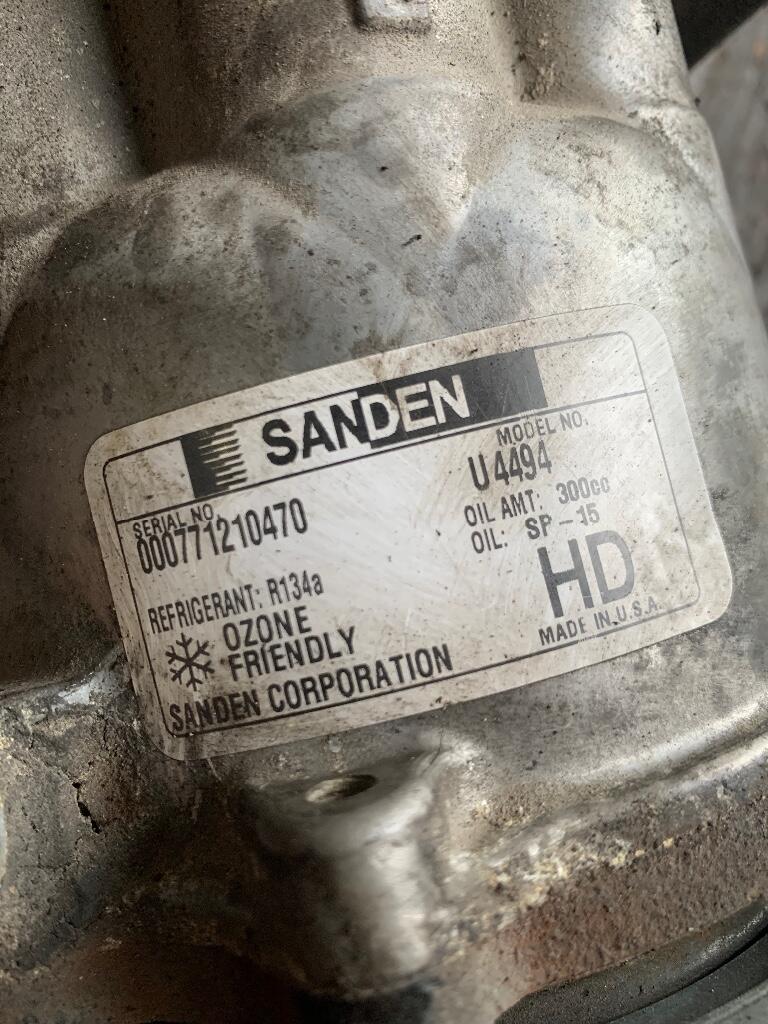 SANDEN
SERIAL NO.
000771210470
MODEL NO.
U4494
OIL AMT: 300cc
OIL: SP-15
REFRIGERANT: R134a
OZONE
FRIENDLY
HD
MADE IN U.S.A.
SANDEN CORPORATION